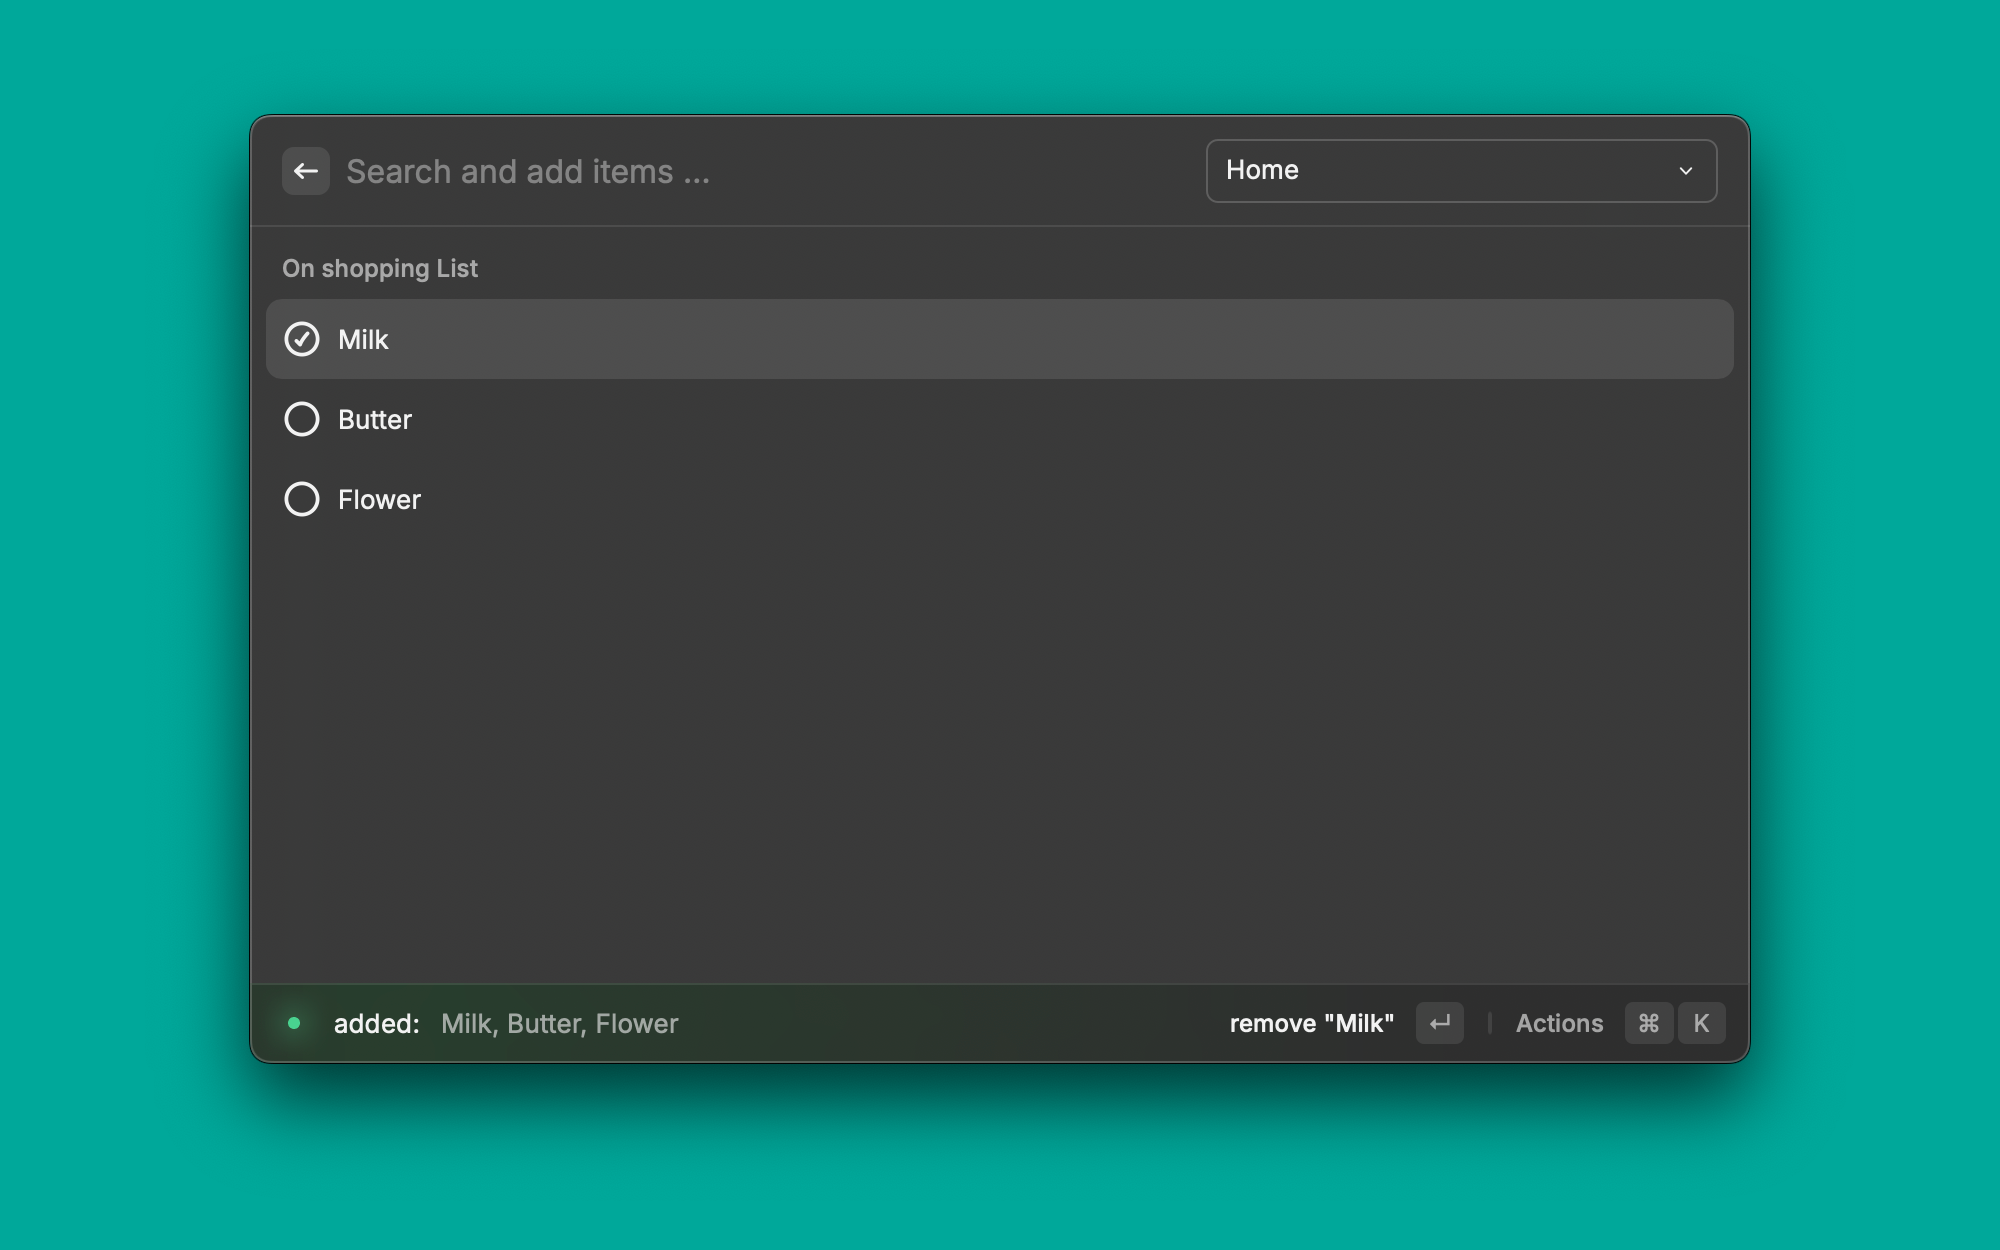 Search and add items ...
Home
On shopping List
Milk
Butter
Flower
added: Milk, Butter, Flower
remove "Milk" ↵ | Actions ⌘ K